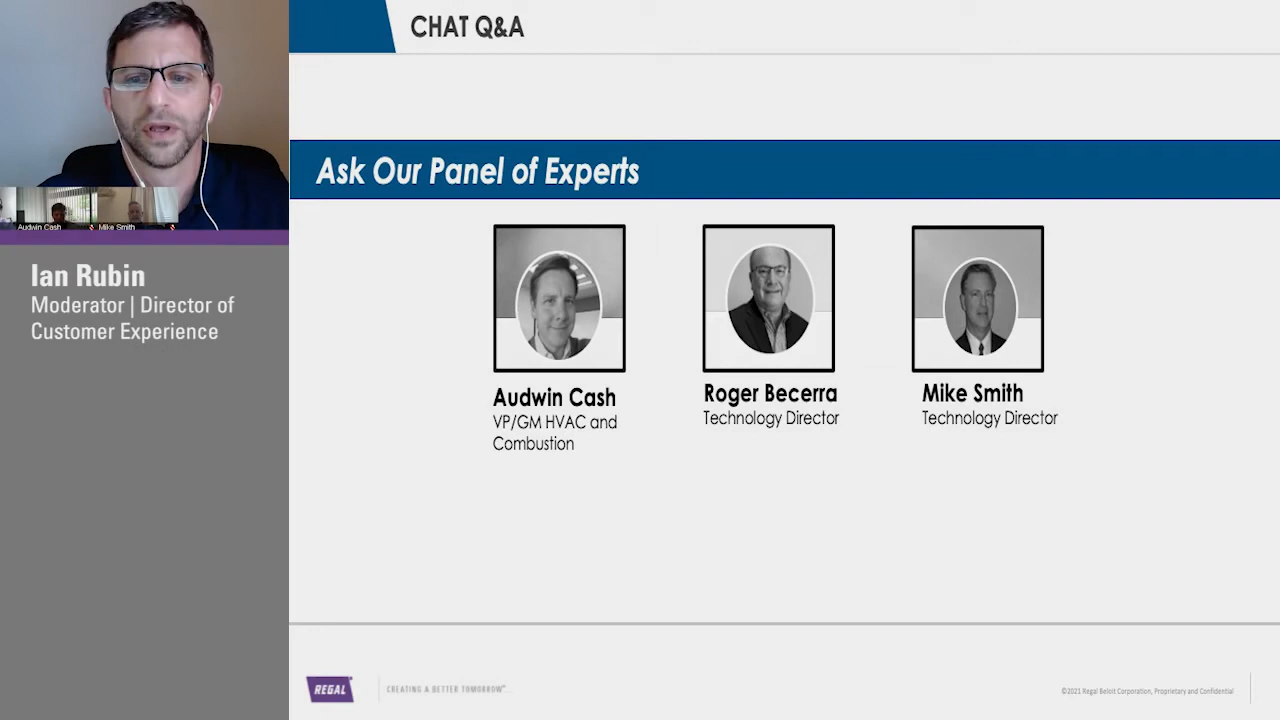 CHAT Q&A
Ask Our Panel of Experts
Audwin Cash
Mike Smith
Ian Rubin
Moderator | Director of
Customer Experience
Audwin Cash
VP/GM HVAC and
Combustion
Roger Becerra
Technology Director
Mike Smith
Technology Director
REGAL
CREATING A BETTER TOMORROW™
©2021 Regal Beloit Corporation, Proprietary and Confidential